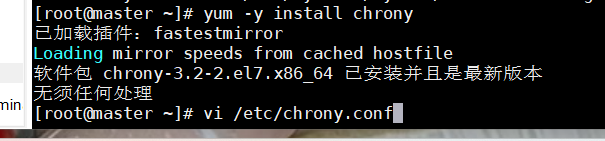 [root@master ~]# yum -y install chrony
已加载插件：fastestmirror
Loading mirror speeds from cached hostfile
软件包 chrony-3.2-2.el7.x86_64 已安装并且是最新版本
无须任何处理
min
[root@master ~]# vi /etc/chrony.conf